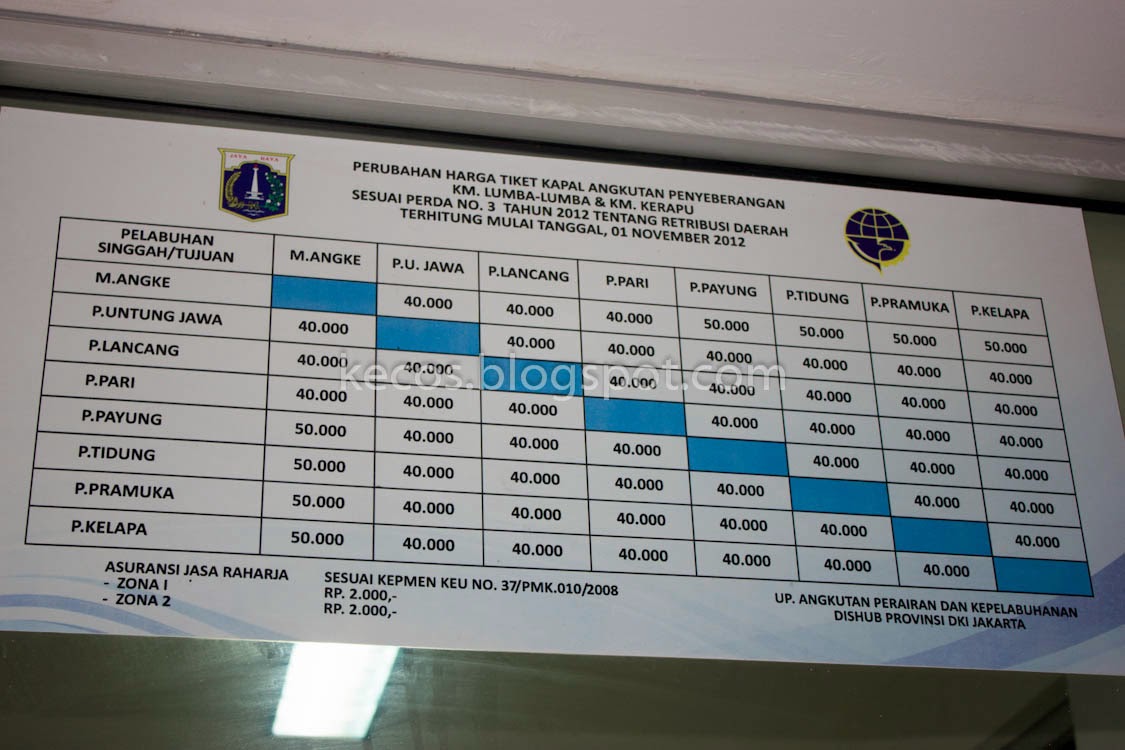 JAYA RAYA
PERUBAHAN HARGA TIKET KAPAL ANGKUTAN PENYEBERANGAN
KM. LUMBA-LUMBA & KM. KERAPU
SESUAI PERDA NO. 3 TAHUN 2012 TENTANG RETRIBUSI DAERAH
TERHITUNG MULAI TANGGAL, 01 NOVEMBER 2012
PELABUHAN SINGGAH/TUJUAN M.ANGKE P.U. JAWA P.LANCANG P.PARI P.PAYUNG P.TIDUNG P.PRAMUKA P.KELAPA
M.ANGKE 40.000 40.000 40.000 50.000 50.000 50.000 50.000
P.UNTUNG JAWA 40.000 40.000 40.000 40.000 40.000 40.000 40.000
P.LANCANG 40.000 40.000 40.000 40.000 40.000 40.000 40.000
P.PARI 40.000 40.000 40.000 40.000 40.000 40.000 40.000
P.PAYUNG 50.000 40.000 40.000 40.000 40.000 40.000 40.000
P.TIDUNG 50.000 40.000 40.000 40.000 40.000 40.000 40.000
P.PRAMUKA 50.000 40.000 40.000 40.000 40.000 40.000 40.000
P.KELAPA 50.000 40.000 40.000 40.000 40.000 40.000 40.000
kecos.blogspot.com
ASURANSI JASA RAHARJA SESUAI KEPMEN KEU NO. 37/PMK.010/2008
- ZONA I RP. 2.000,-
- ZONA 2 RP. 2.000,-
UP. ANGKUTAN PERAIRAN DAN KEPELABUHANAN
DISHUB PROVINSI DKI JAKARTA